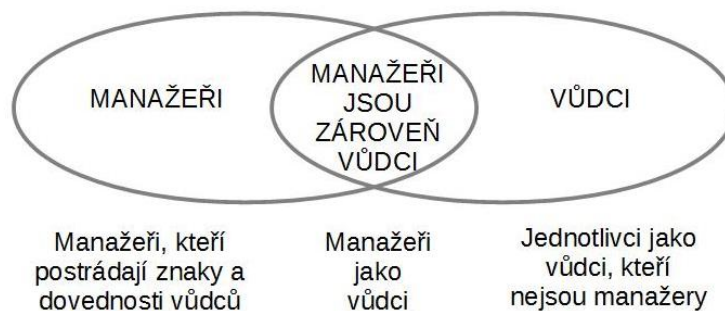 MANAŽEŘI
MANAŽEŘI
JSOU
ZÁROVEŇ
VŮDCI
VŮDCI
Manažeři, kteří
postrádají znaky a
dovednosti vůdců
Manažeři
jako
vůdci
Jednotlivci jako
vůdci, kteří
nejsou manažery